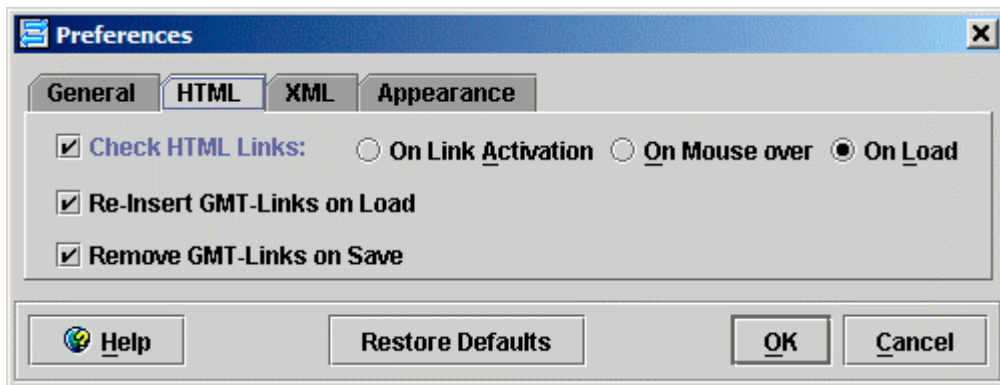 Preferences
General HTML XML Appearance
Check HTML Links: On Link Activation On Mouse over On Load
Re-Insert GMT-Links on Load
Remove GMT-Links on Save
Help Restore Defaults OK Cancel